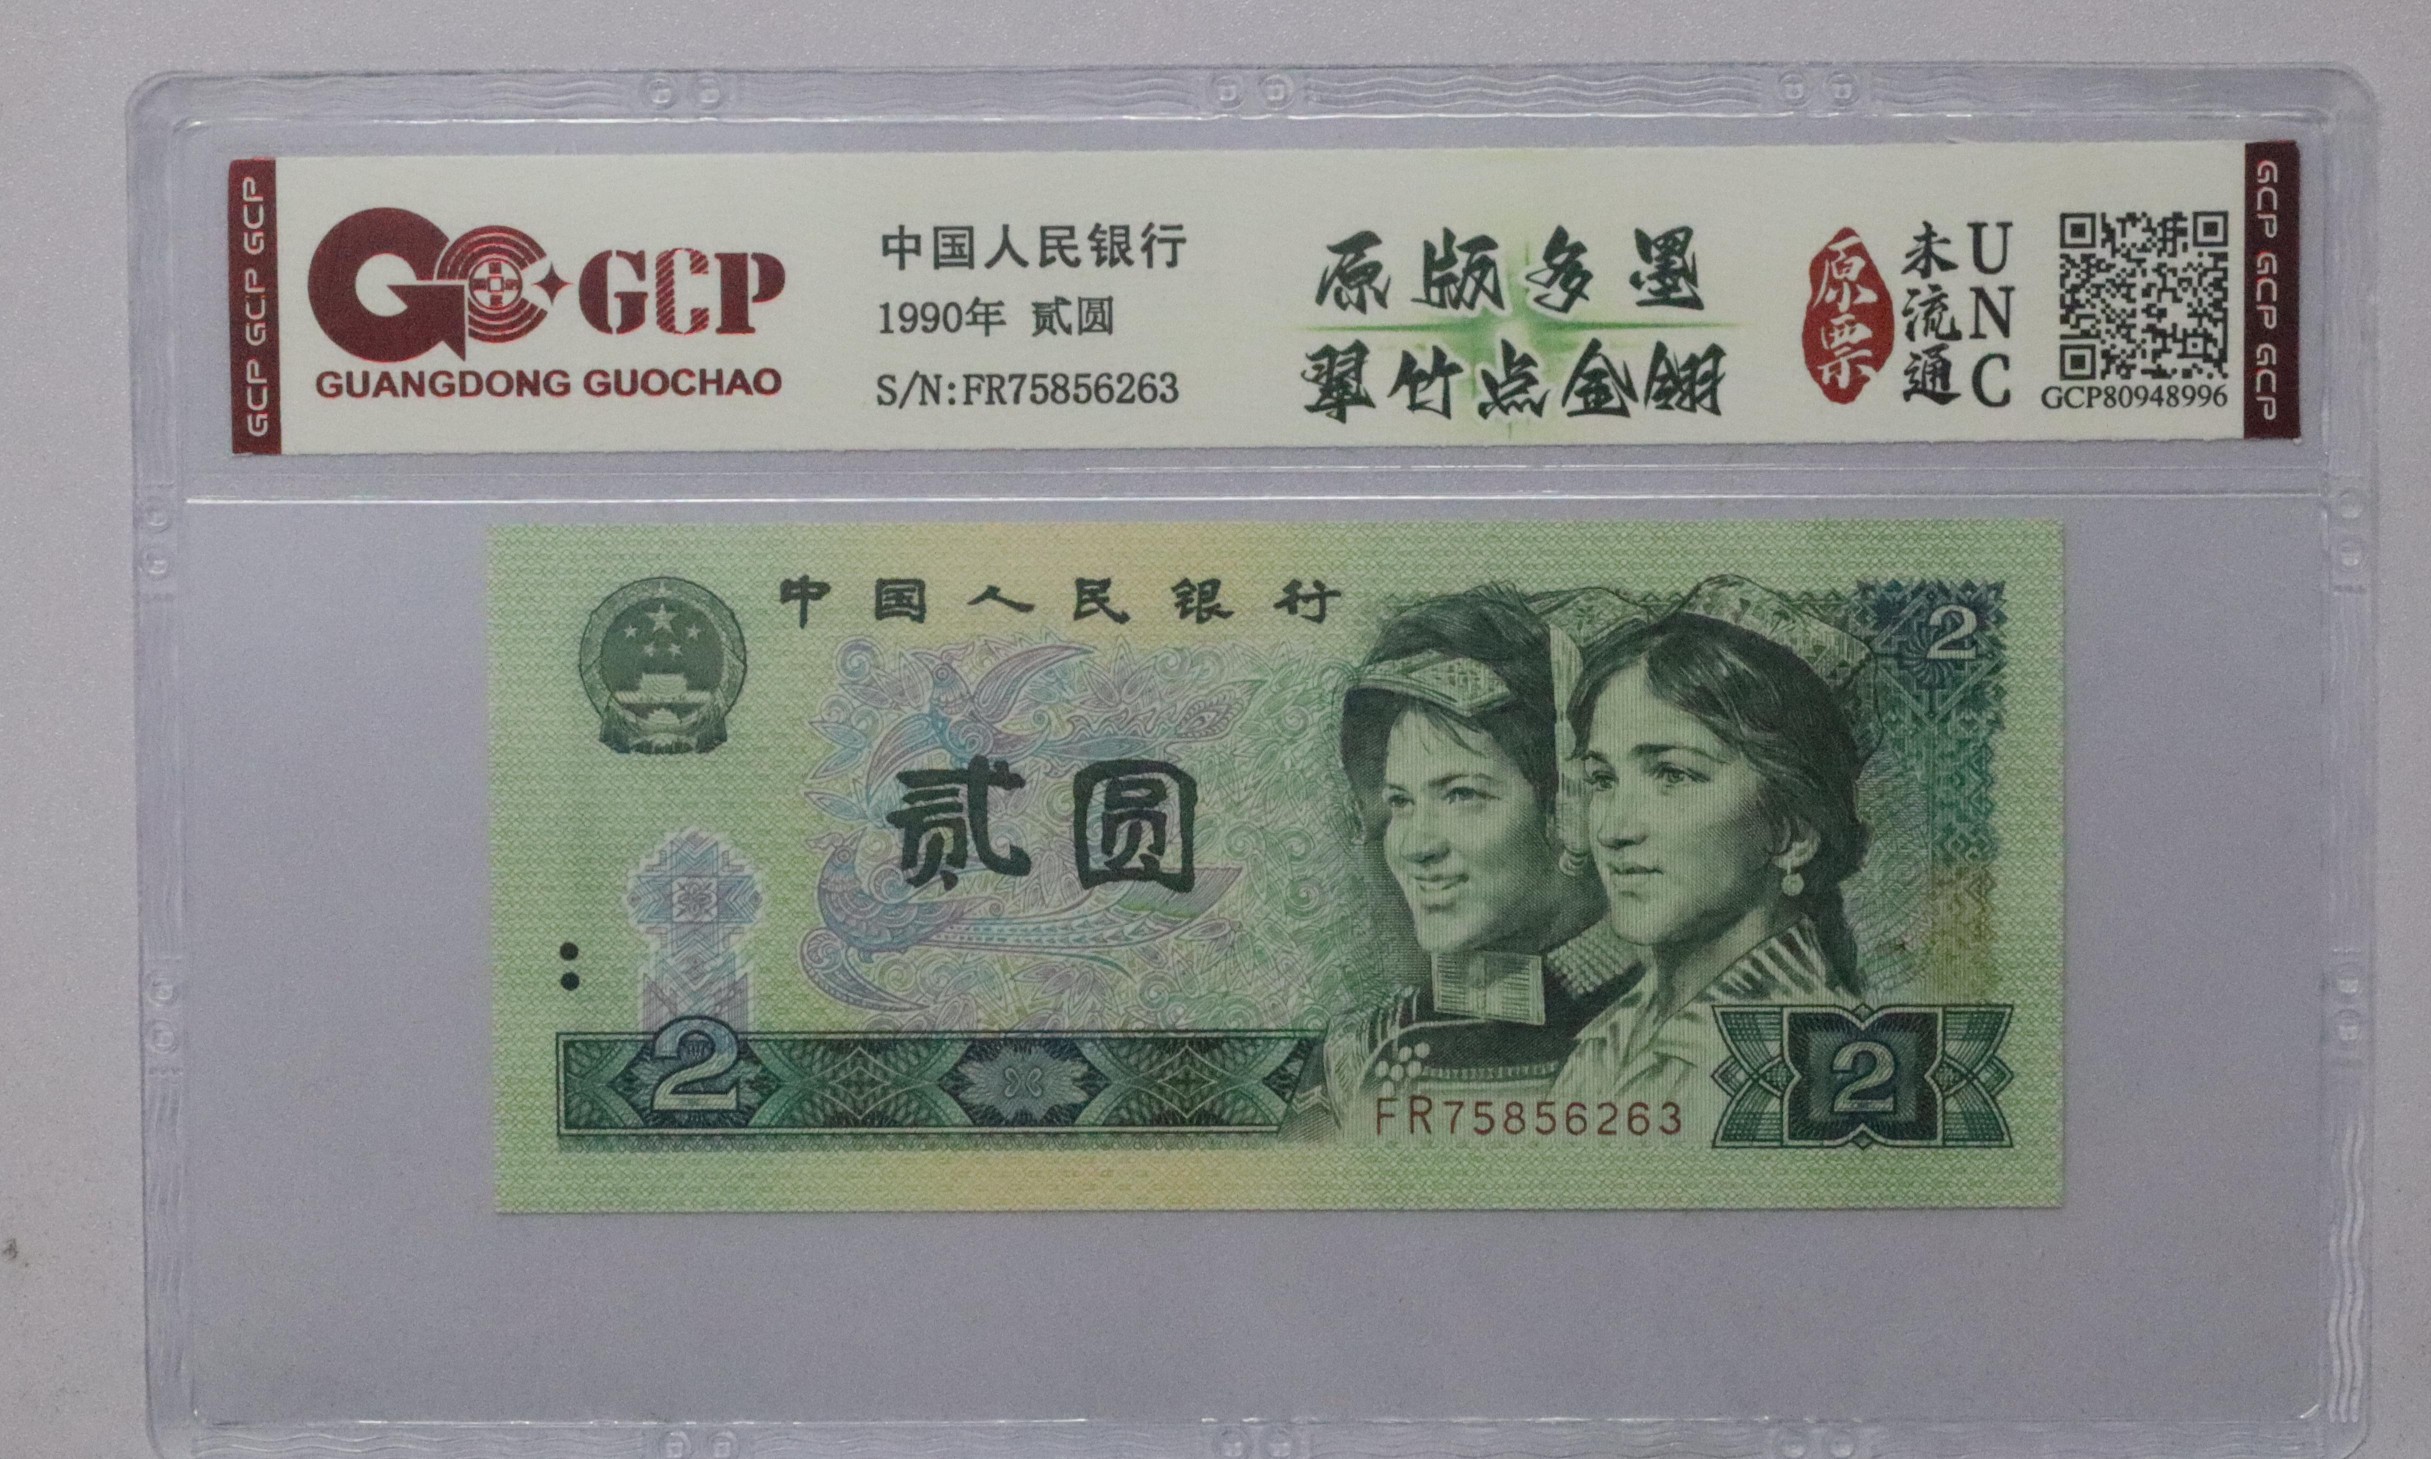 GCP GCP GCP
GCP
GUANGDONG GUOCHAO
中国人民银行
1990年 贰圆
S/N:FR75856263
原版多墨
翠竹点金翎
原票
未流通
UNC
GCP80948996
GCP GCP GCP
中国人民银行
2
贰圆
2
FR75856263
2